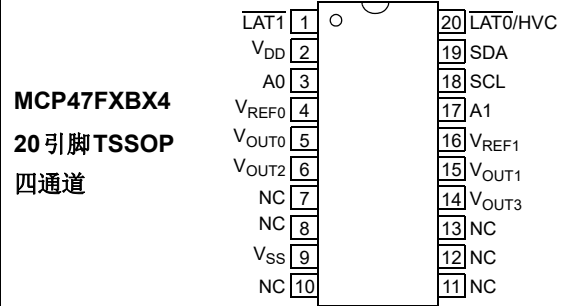 MCP47FXBX4
20引脚TSSOP
四通道
LAT1 1
VDD 2
A0 3
VREF0 4
VOUT0 5
VOUT2 6
NC 7
NC 8
VSS 9
NC 10
20 LAT0/HVC
19 SDA
18 SCL
17 A1
16 VREF1
15 VOUT1
14 VOUT3
13 NC
12 NC
11 NC